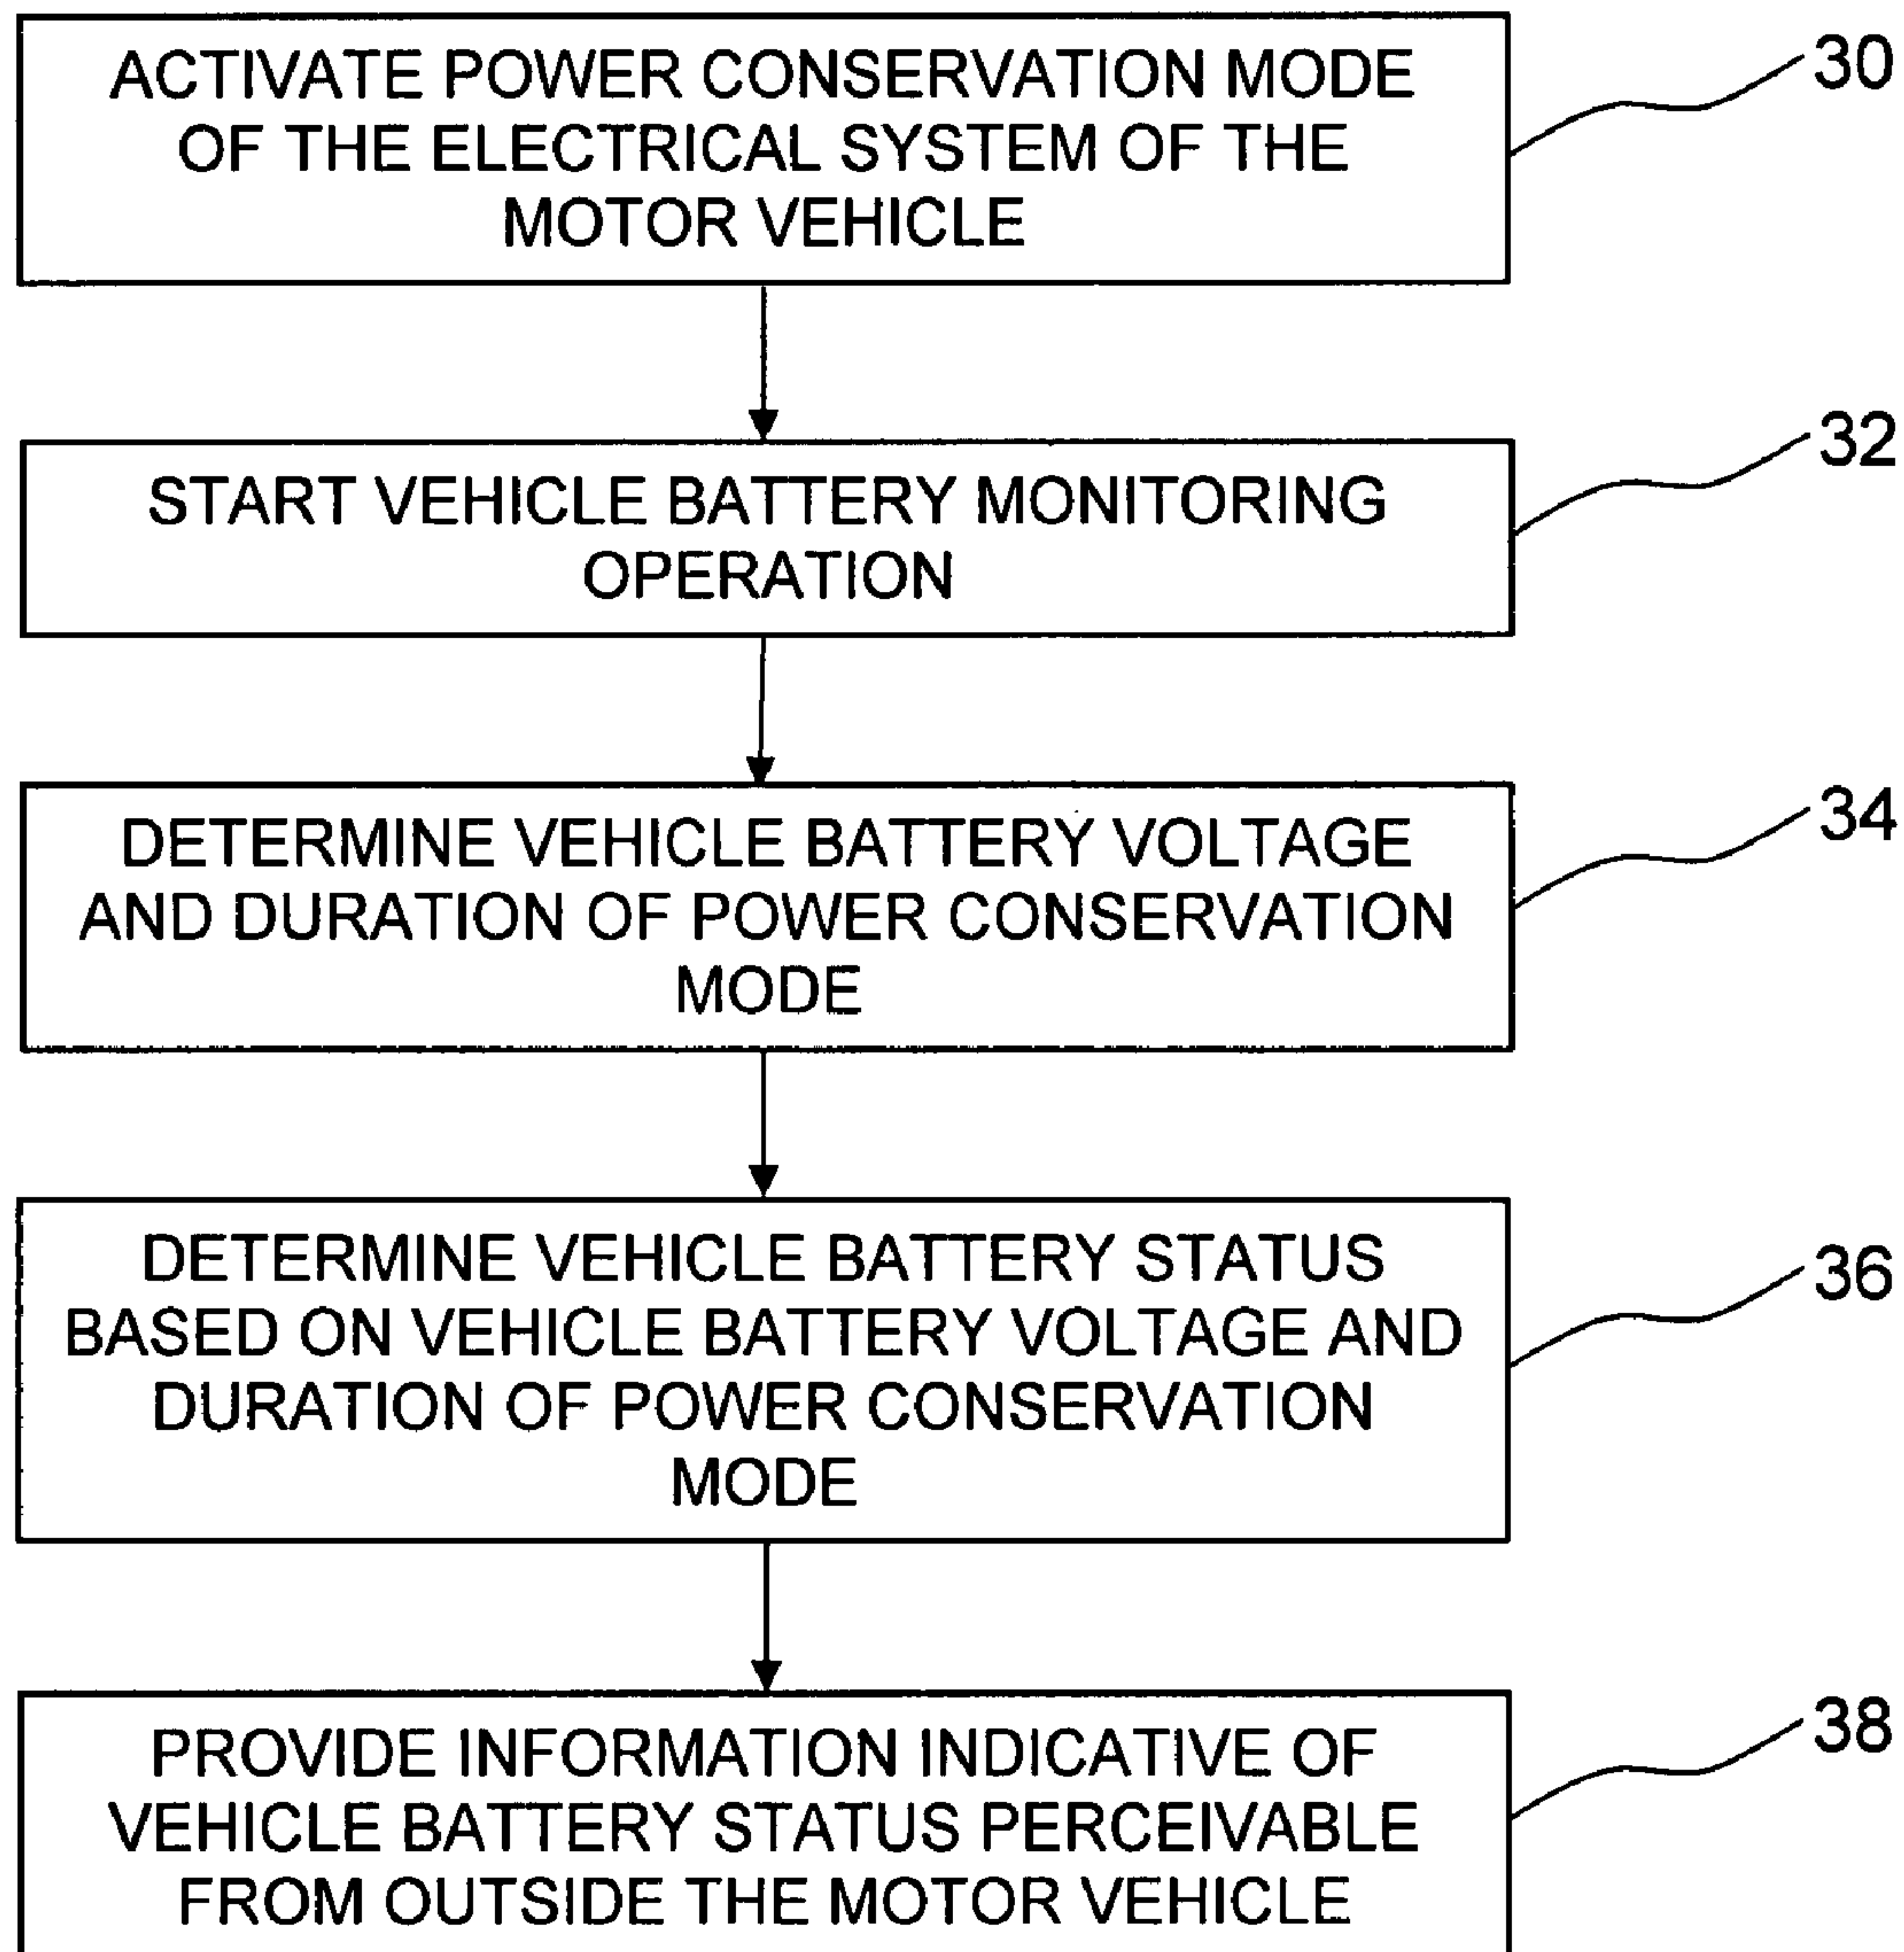 ACTIVATE POWER CONSERVATION MODE
OF THE ELECTRICAL SYSTEM OF THE
MOTOR VEHICLE
30
START VEHICLE BATTERY MONITORING
OPERATION
32
DETERMINE VEHICLE BATTERY VOLTAGE
AND DURATION OF POWER CONSERVATION
MODE
34
DETERMINE VEHICLE BATTERY STATUS
BASED ON VEHICLE BATTERY VOLTAGE AND
DURATION OF POWER CONSERVATION
MODE
36
PROVIDE INFORMATION INDICATIVE OF
VEHICLE BATTERY STATUS PERCEIVABLE
FROM OUTSIDE THE MOTOR VEHICLE
38